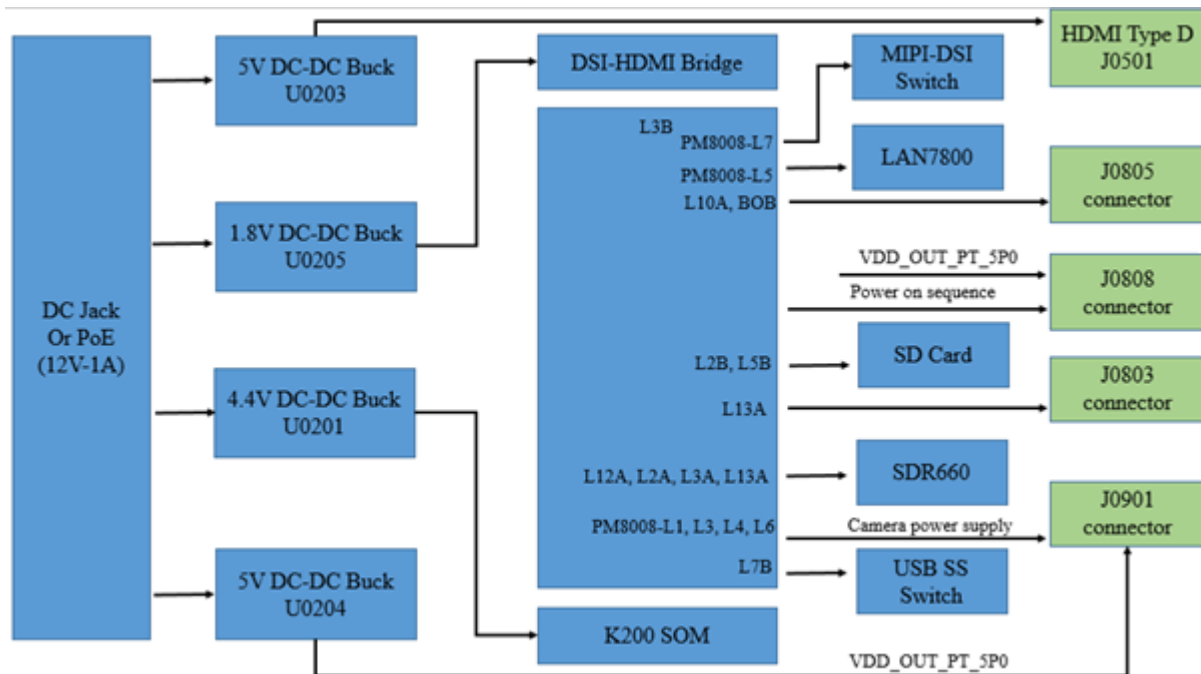 DC Jack
Or PoE
(12V-1A)
5V DC-DC Buck
U0203
1.8V DC-DC Buck
U0205
4.4V DC-DC Buck
U0201
5V DC-DC Buck
U0204
DSI-HDMI Bridge
L3B
PM8008-L7
PM8008-L5
L10A, BOB
L2B, L5B
L13A
L12A, L2A, L3A, L13A
PM8008-L1, L3, L4, L6
L7B
K200 SOM
MIPI-DSI
Switch
LAN7800
VDD_OUT_PT_5P0
Power on sequence
SD Card
SDR660
Camera power supply
USB SS
Switch
VDD_OUT_PT_5P0
HDMI Type D
J0501
J0805
connector
J0808
connector
J0803
connector
J0901
connector